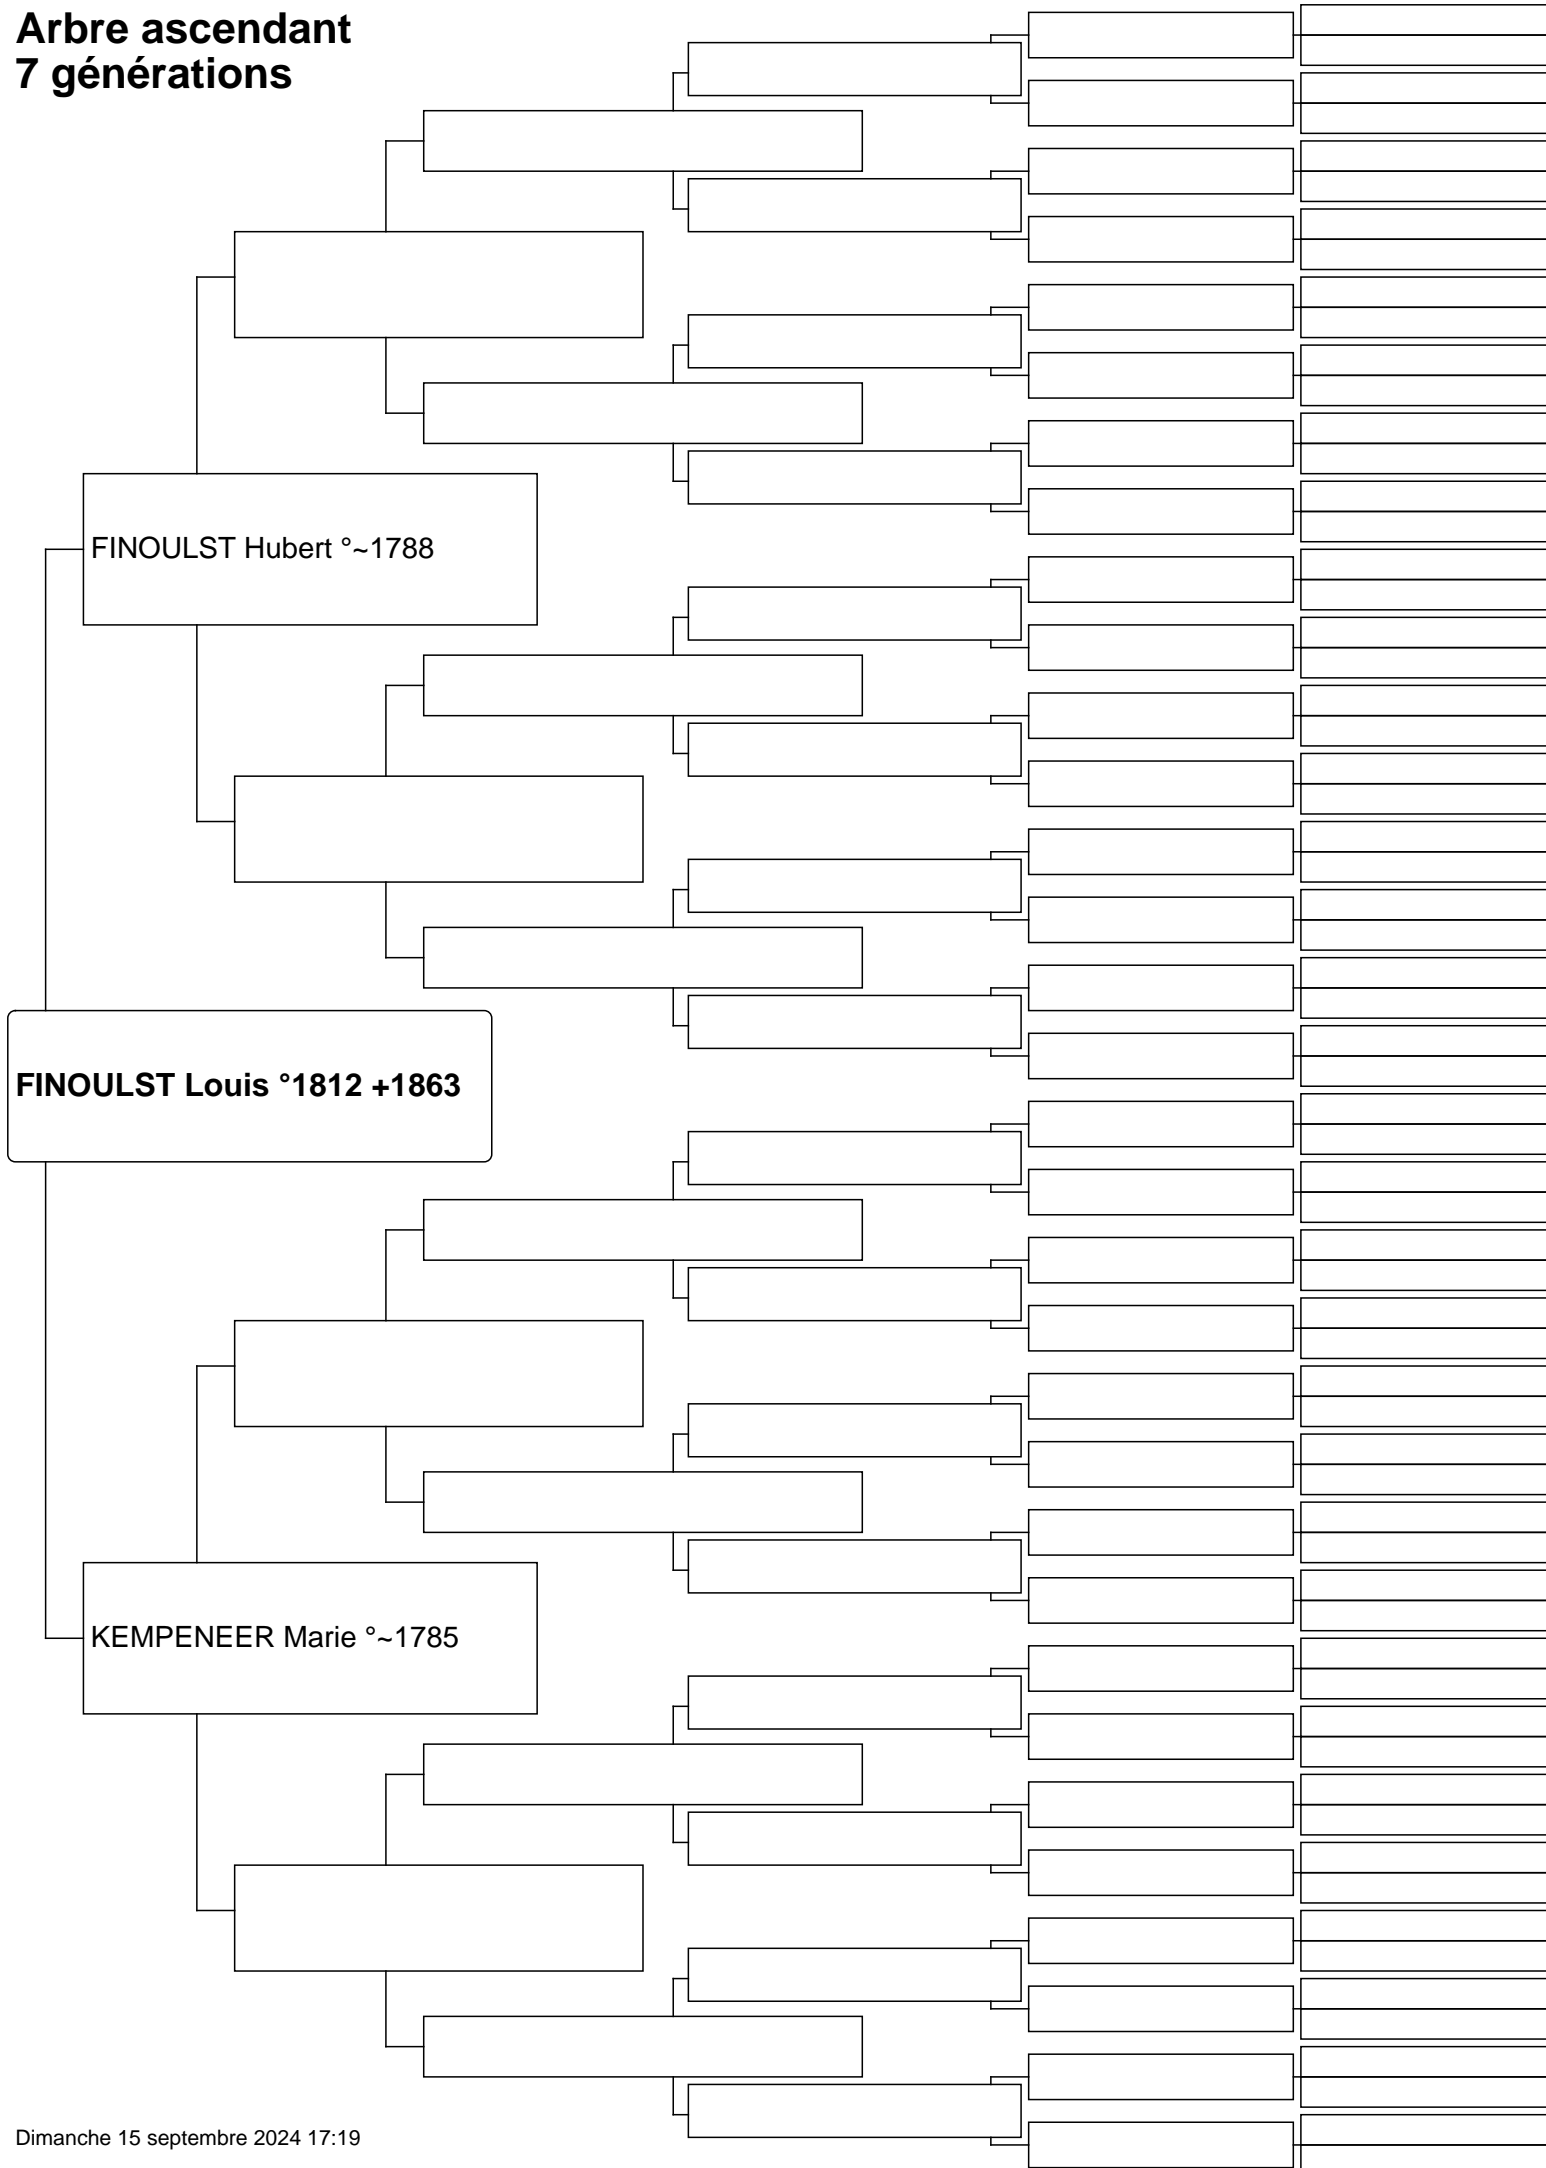 Arbre ascendant
7 générations
FINOULST Hubert °~1788
FINOULST Louis °1812 +1863
KEMPENEER Marie °~1785
Dimanche 15 septembre 2024 17:19